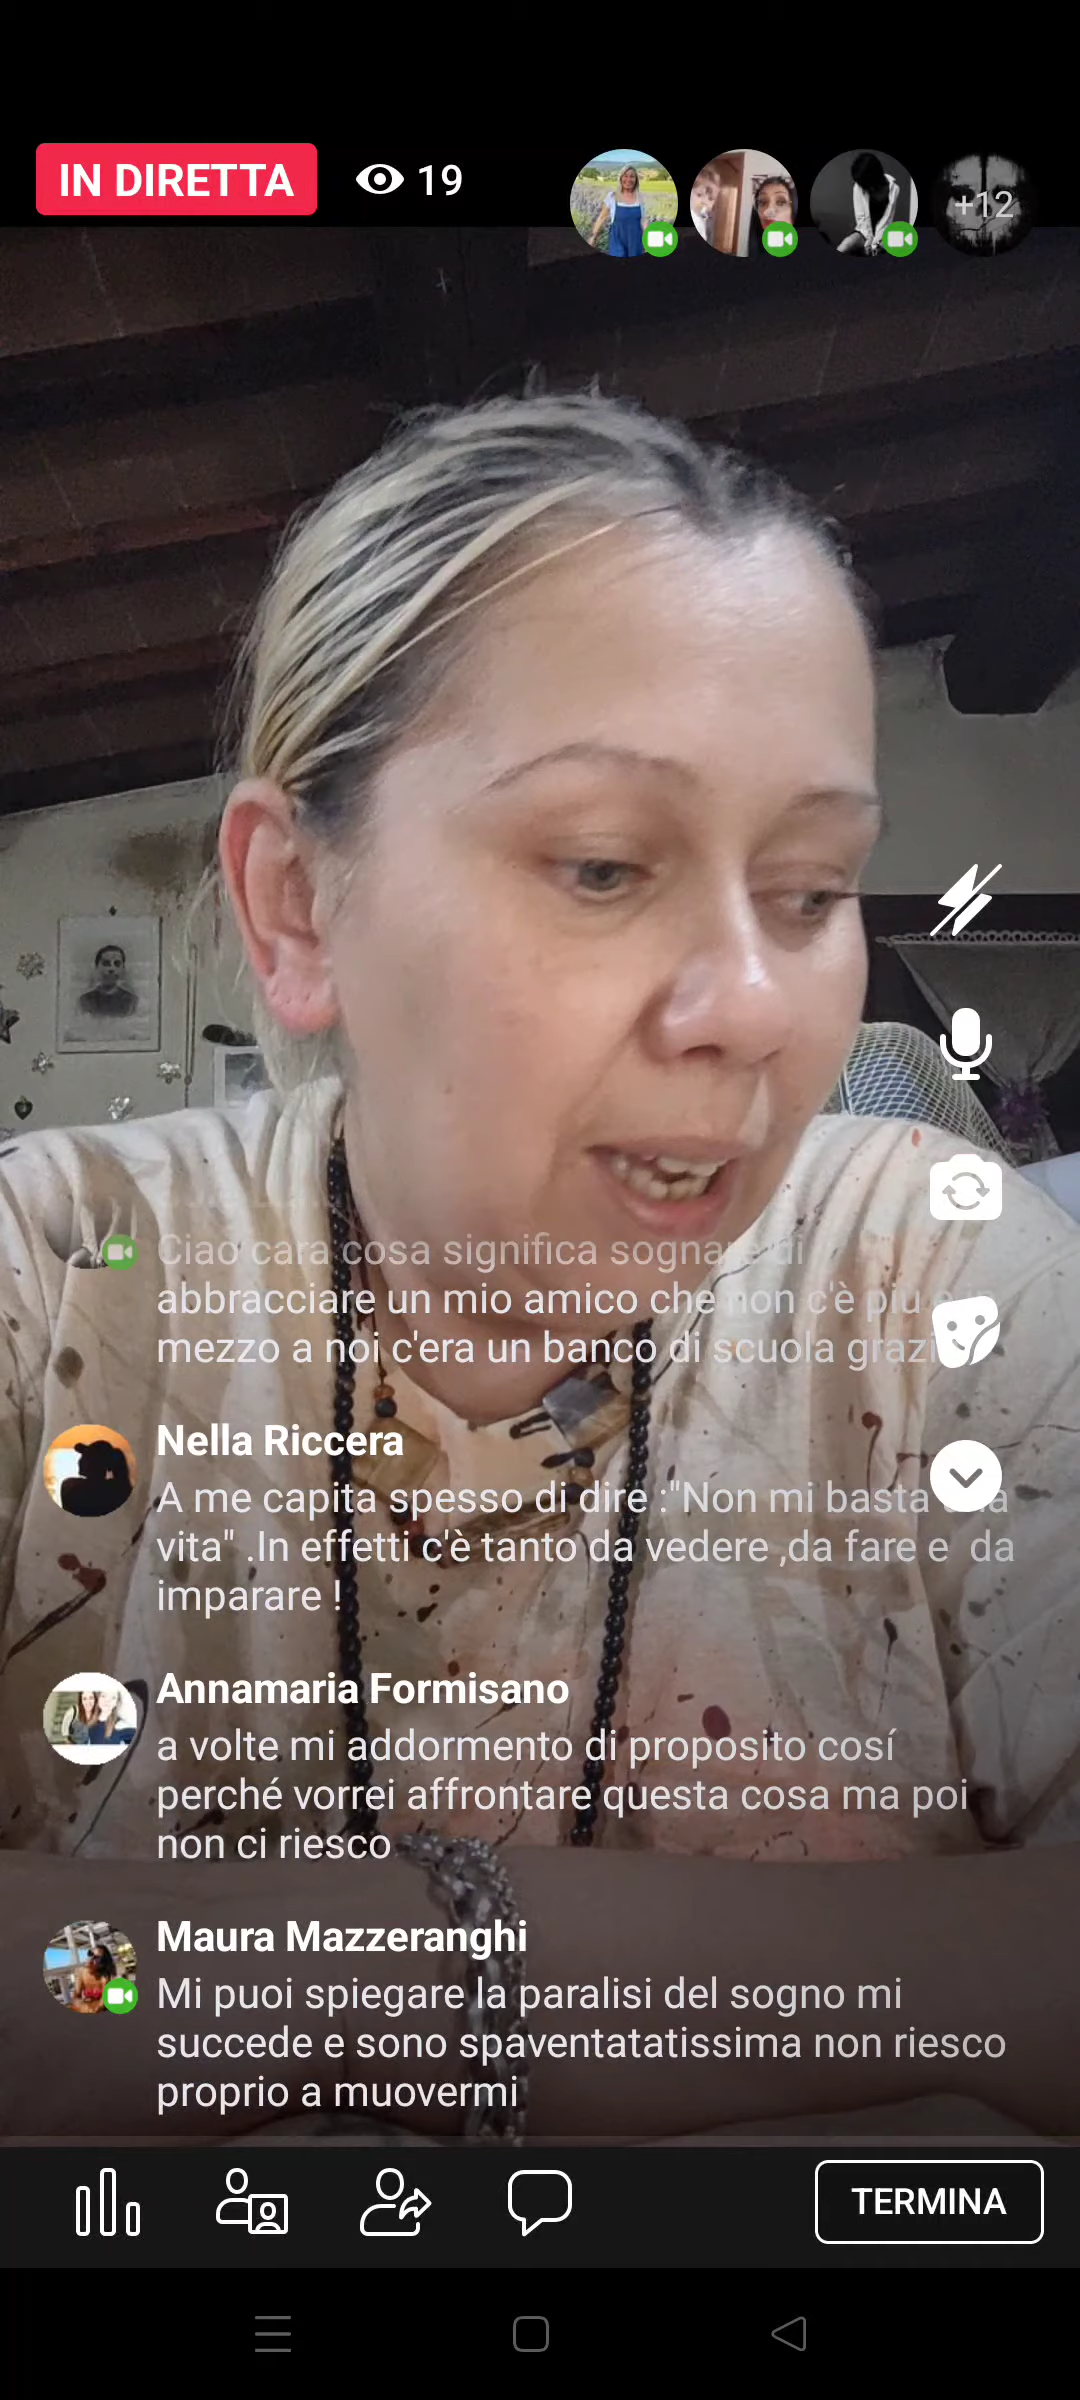 IN DIRETTA
19
+12
Ciao cara cosa significa sognare di
abbracciare un mio amico che non c'è piu e
mezzo a noi c'era un banco di scuola
Nella Riccera
A me capita spesso di dire :"Non mi basta una
vita" .In effetti c'è tanto da vedere ,da fare e  da
imparare !
Annamaria Formisano
a volte mi addormento di proposito cosí
perché vorrei affrontare questa cosa ma poi
non ci riesco
Maura Mazzeranghi
Mi puoi spiegare la paralisi del sogno mi
succede e sono spaventatatissima non riesco
proprio a muovermi
TERMINA